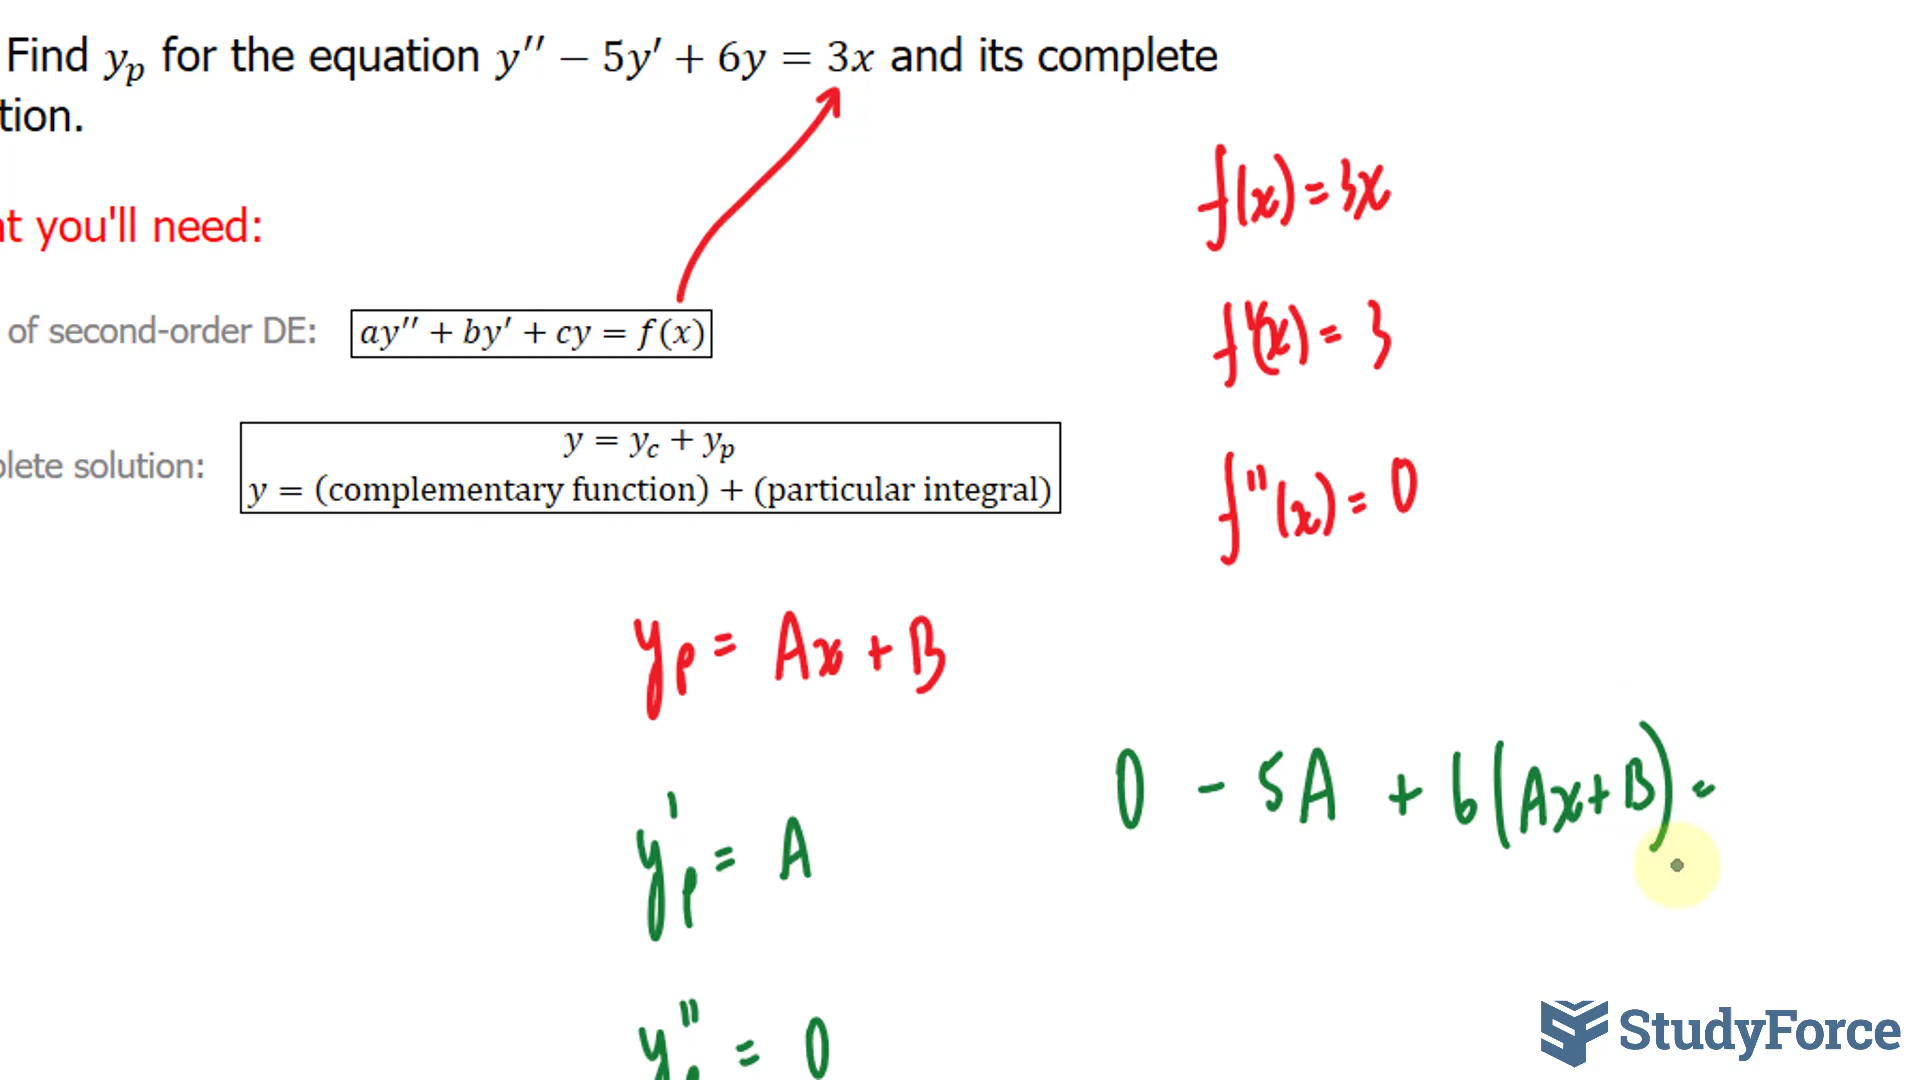 Find yₚ for the equation y′′ − 5y′ + 6y = 3x and its complete
tion.
f(x) = 3x
t you'll need:
of second-order DE: ay′′ + by′ + cy = f(x)
f'(x) = 3
plete solution: y = y_c + yₚ
y = (complementary function) + (particular integral)
f"(x) = 0
yₚ = Ax + B
0 - 5A + 6(Ax+B) =
y'ₚ = A
y"ₚ = 0
StudyForce